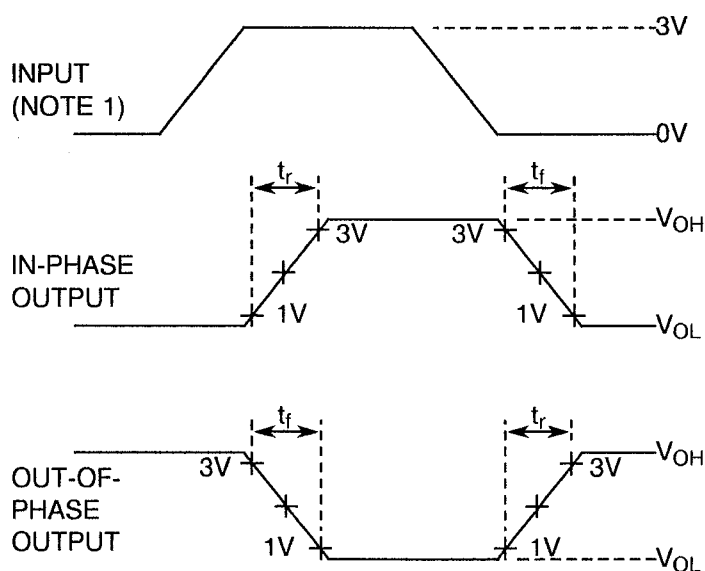 3V
INPUT
(NOTE 1)
0V
tr
tf
3V
3V
VOH
IN-PHASE
OUTPUT
1V
1V
VOL
tf
tr
VOH
3V
3V
OUT-OF-
PHASE
OUTPUT
1V
1V
VOL